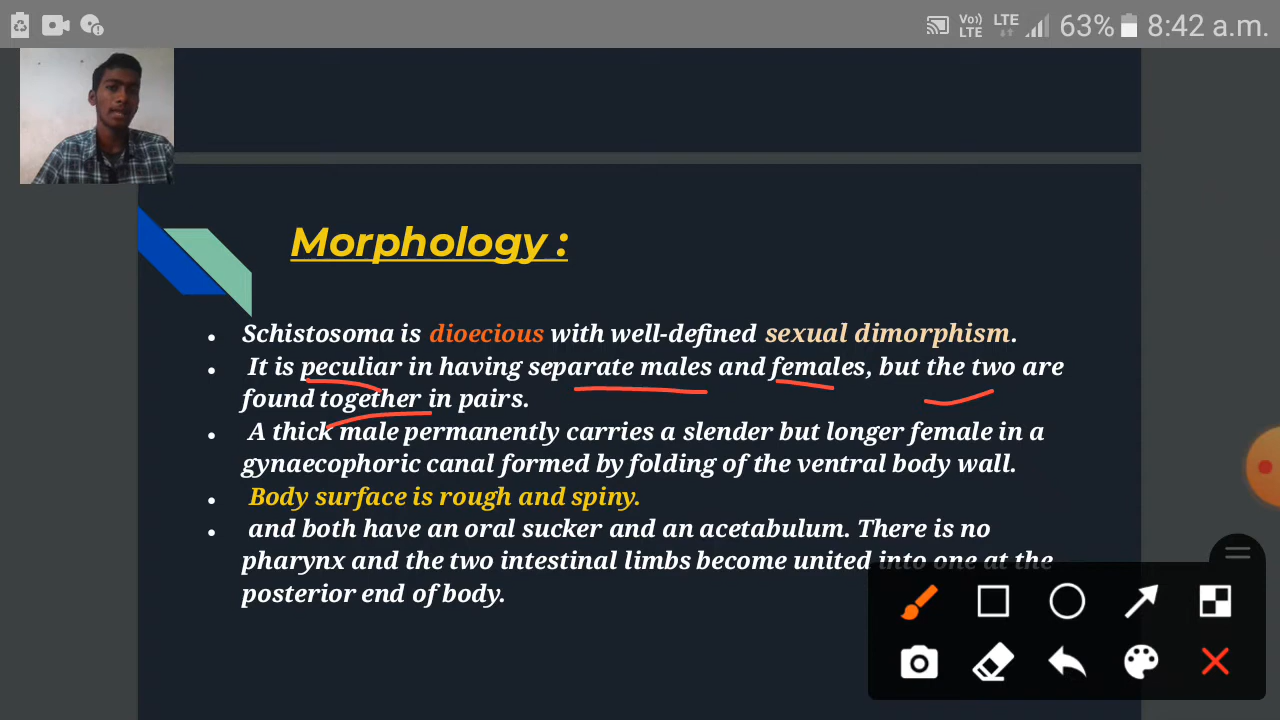 Vo)) LTE LTE 63% 8:42 a.m.
Morphology :
• Schistosoma is dioecious with well-defined sexual dimorphism.
• It is peculiar in having separate males and females, but the two are
found together in pairs.
• A thick male permanently carries a slender but longer female in a
gynaecophoric canal formed by folding of the ventral body wall.
• Body surface is rough and spiny.
• and both have an oral sucker and an acetabulum. There is no
pharynx and the two intestinal limbs become united into one at the
posterior end of body.